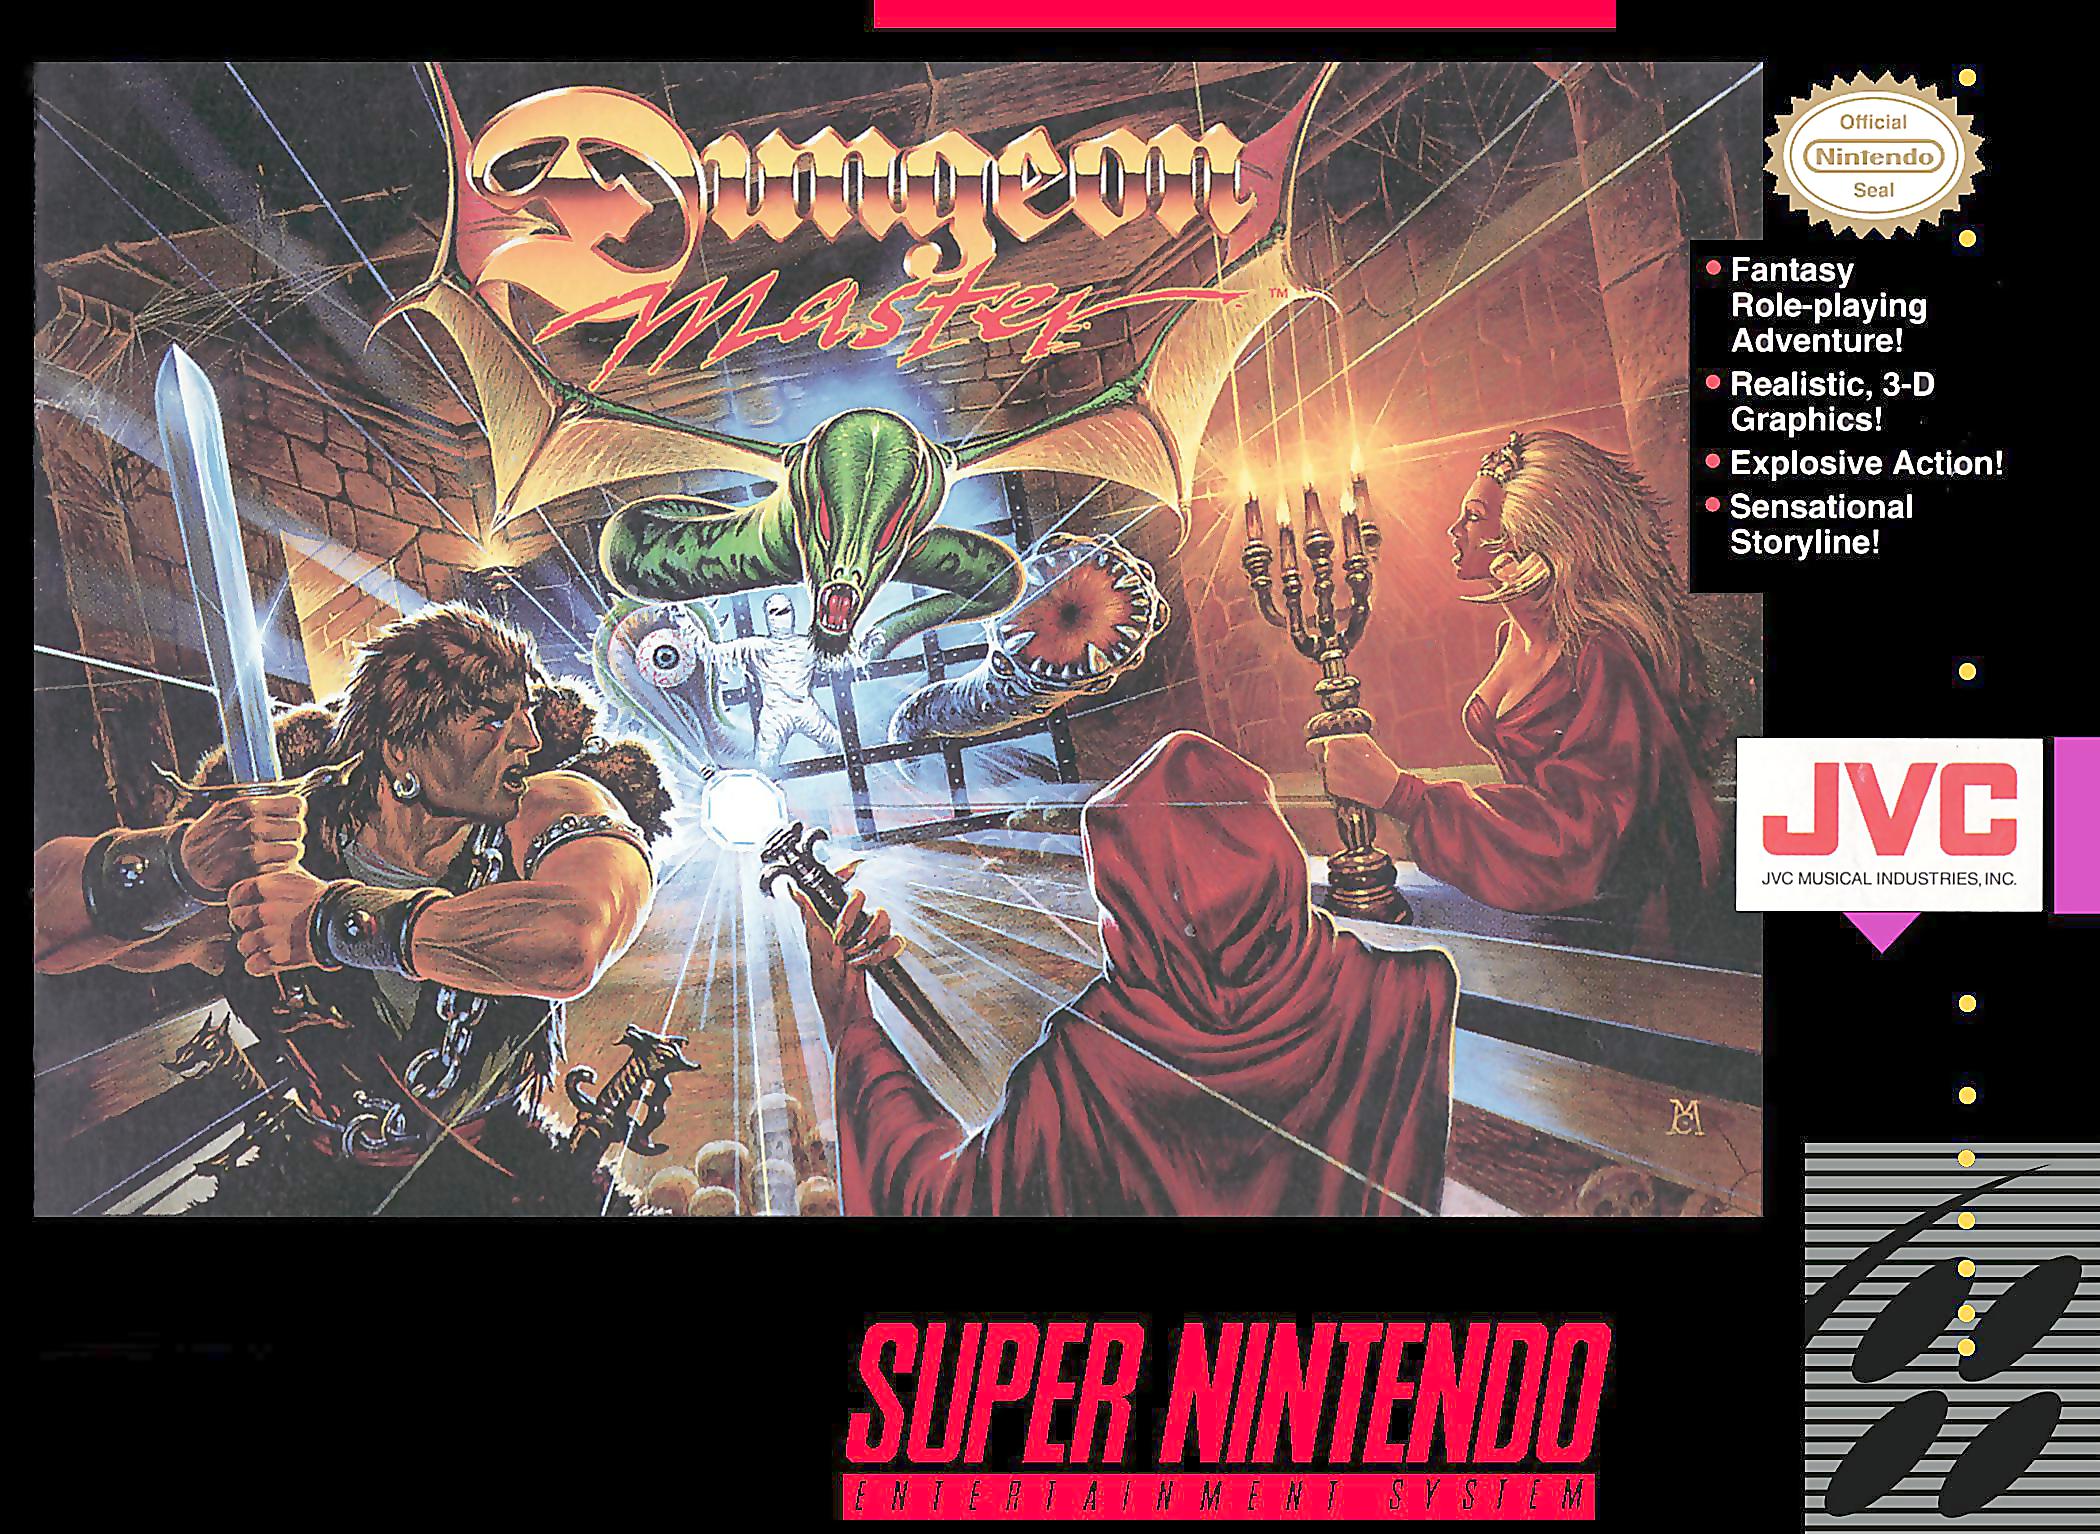 Dungeon
Master™
Official
Nintendo
Seal
• Fantasy
Role-playing
Adventure!
• Realistic, 3-D
Graphics!
• Explosive Action!
• Sensational
Storyline!
JVC
JVC MUSICAL INDUSTRIES, INC.
SUPER NINTENDO
ENTERTAINMENT SYSTEM